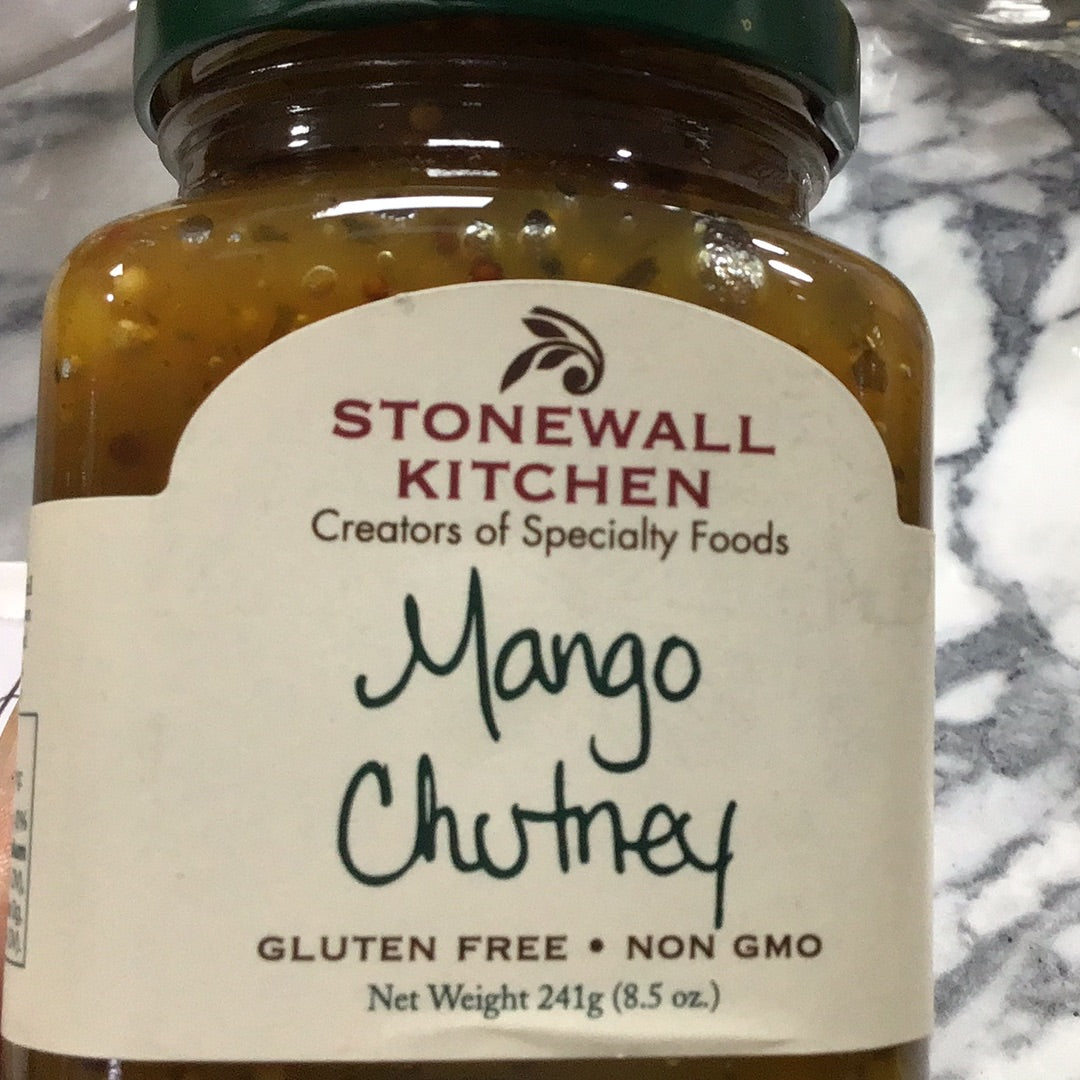 STONEWALL
KITCHEN
Creators of Specialty Foods
Mango
Chutney
GLUTEN FREE • NON GMO
Net Weight 241g (8.5 oz.)